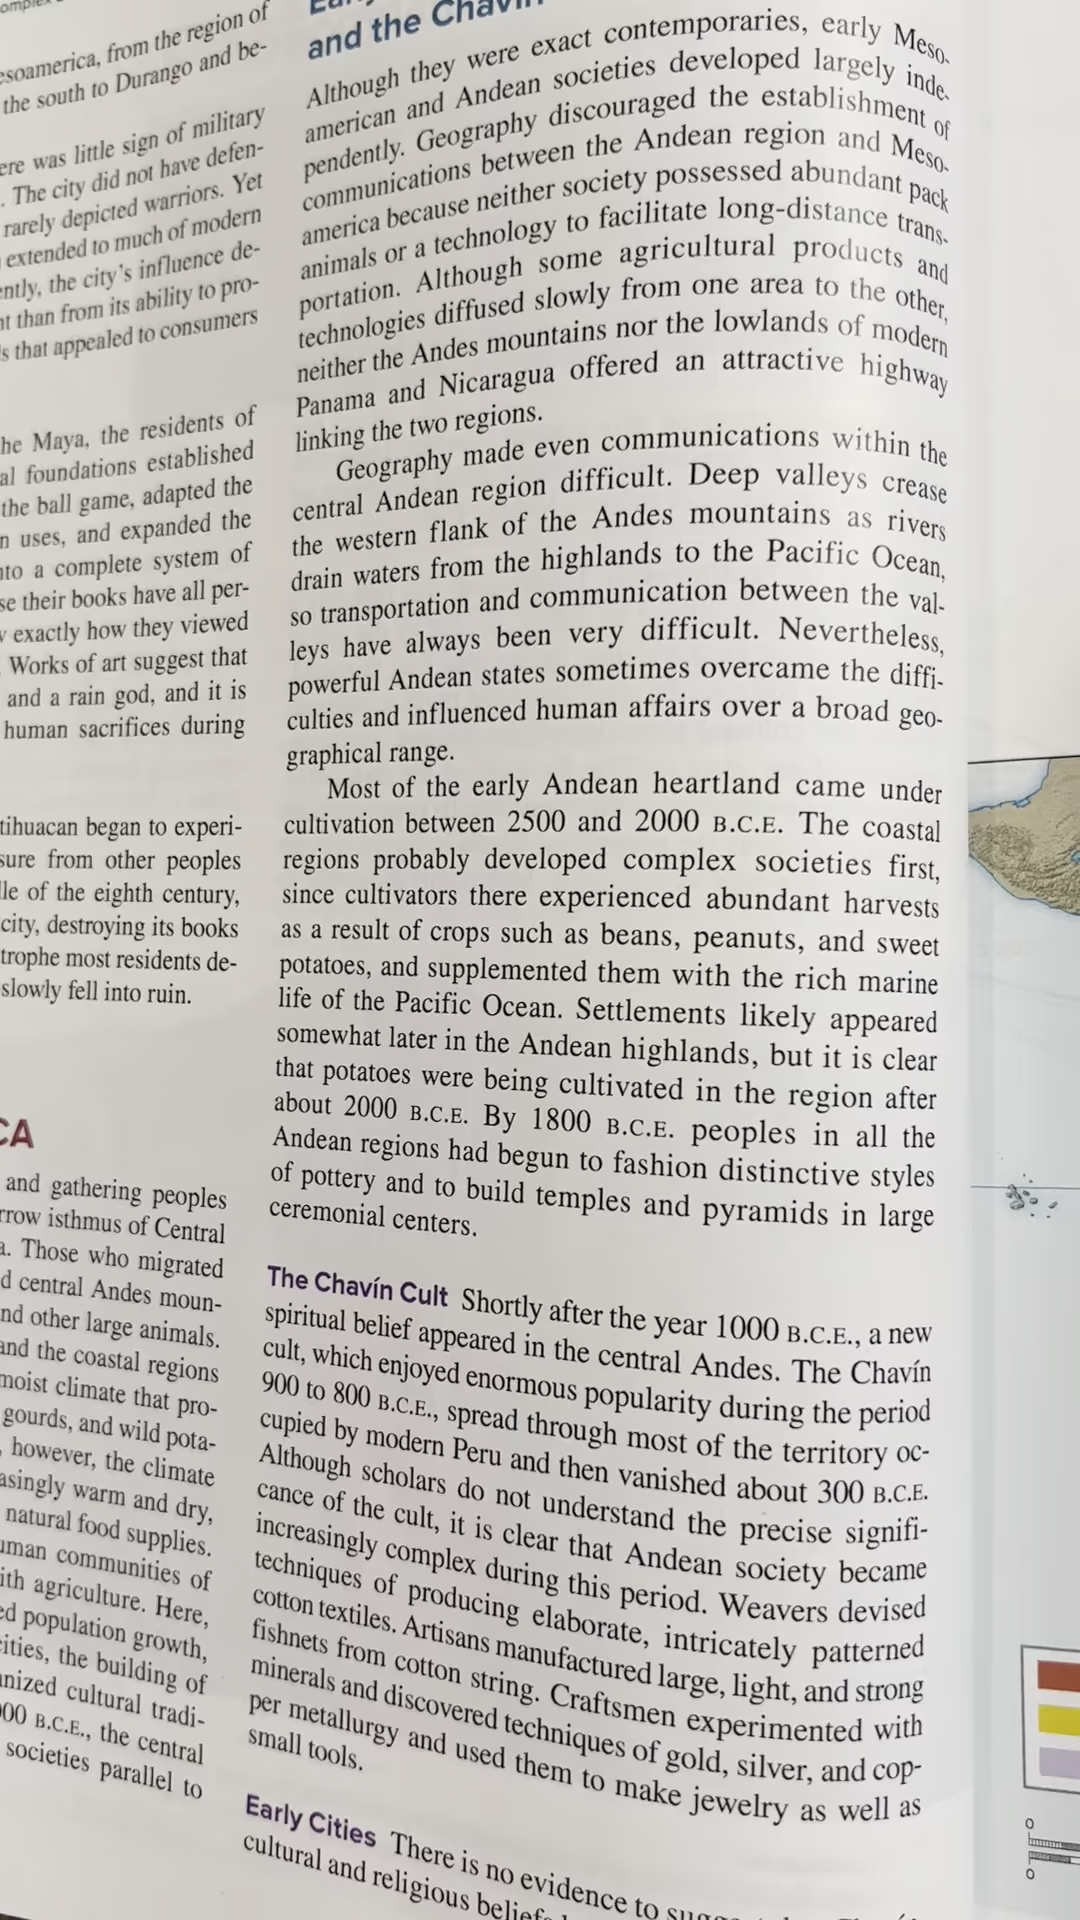 esoamerica, from the region of
the south to Durango and be-
ere was little sign of military
. The city did not have defen-
rarely depicted warriors. Yet
extended to much of modern
ently, the city's influence de-
nt than from its ability to pro-
s that appealed to consumers
he Maya, the residents of
al foundations established
the ball game, adapted the
n uses, and expanded the
nto a complete system of
se their books have all per-
y exactly how they viewed
Works of art suggest that
and a rain god, and it is
human sacrifices during
tihuacan began to experi-
sure from other peoples
lle of the eighth century,
city, destroying its books
trophe most residents de-
slowly fell into ruin.
CA
and gathering peoples
rrow isthmus of Central
a. Those who migrated
d central Andes moun-
nd other large animals.
and the coastal regions
moist climate that pro-
gourds, and wild pota-
, however, the climate
asingly warm and dry,
natural food supplies.
uman communities of
ith agriculture. Here,
ed population growth,
cities, the building of
anized cultural tradi-
000 B.C.E., the central
societies parallel to
and the Chavín
Although they were exact contemporaries, early Meso-
american and Andean societies developed largely inde-
pendently. Geography discouraged the establishment of
communications between the Andean region and Meso-
america because neither society possessed abundant pack
animals or a technology to facilitate long-distance trans-
portation. Although some agricultural products and
technologies diffused slowly from one area to the other,
neither the Andes mountains nor the lowlands of modern
Panama and Nicaragua offered an attractive highway
linking the two regions.
Geography made even communications within the
central Andean region difficult. Deep valleys crease
the western flank of the Andes mountains as rivers
drain waters from the highlands to the Pacific Ocean,
so transportation and communication between the val-
leys have always been very difficult. Nevertheless,
powerful Andean states sometimes overcame the diffi-
culties and influenced human affairs over a broad geo-
graphical range.
Most of the early Andean heartland came under
cultivation between 2500 and 2000 B.C.E. The coastal
regions probably developed complex societies first,
since cultivators there experienced abundant harvests
as a result of crops such as beans, peanuts, and sweet
potatoes, and supplemented them with the rich marine
life of the Pacific Ocean. Settlements likely appeared
somewhat later in the Andean highlands, but it is clear
that potatoes were being cultivated in the region after
about 2000 B.C.E. By 1800 B.C.E. peoples in all the
Andean regions had begun to fashion distinctive styles
of pottery and to build temples and pyramids in large
ceremonial centers.
The Chavín Cult Shortly after the year 1000 B.C.E., a new
spiritual belief appeared in the central Andes. The Chavín
cult, which enjoyed enormous popularity during the period
900 to 800 B.C.E., spread through most of the territory oc-
cupied by modern Peru and then vanished about 300 B.C.E.
Although scholars do not understand the precise signifi-
cance of the cult, it is clear that Andean society became
increasingly complex during this period. Weavers devised
techniques of producing elaborate, intricately patterned
cotton textiles. Artisans manufactured large, light, and strong
fishnets from cotton string. Craftsmen experimented with
minerals and discovered techniques of gold, silver, and cop-
per metallurgy and used them to make jewelry as well as
small tools.
Early Cities There is no evidence to
cultural and religious
0
0